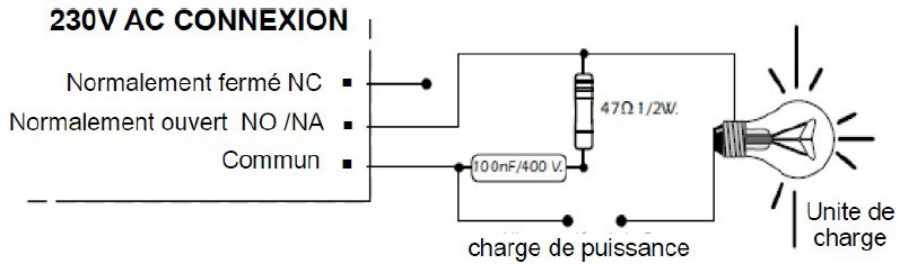 230V AC CONNEXION
Normalement fermé NC
Normalement ouvert NO /NA
Commun
47Ω 1/2W.
100nF/400 V.
charge de puissance
Unite de
charge